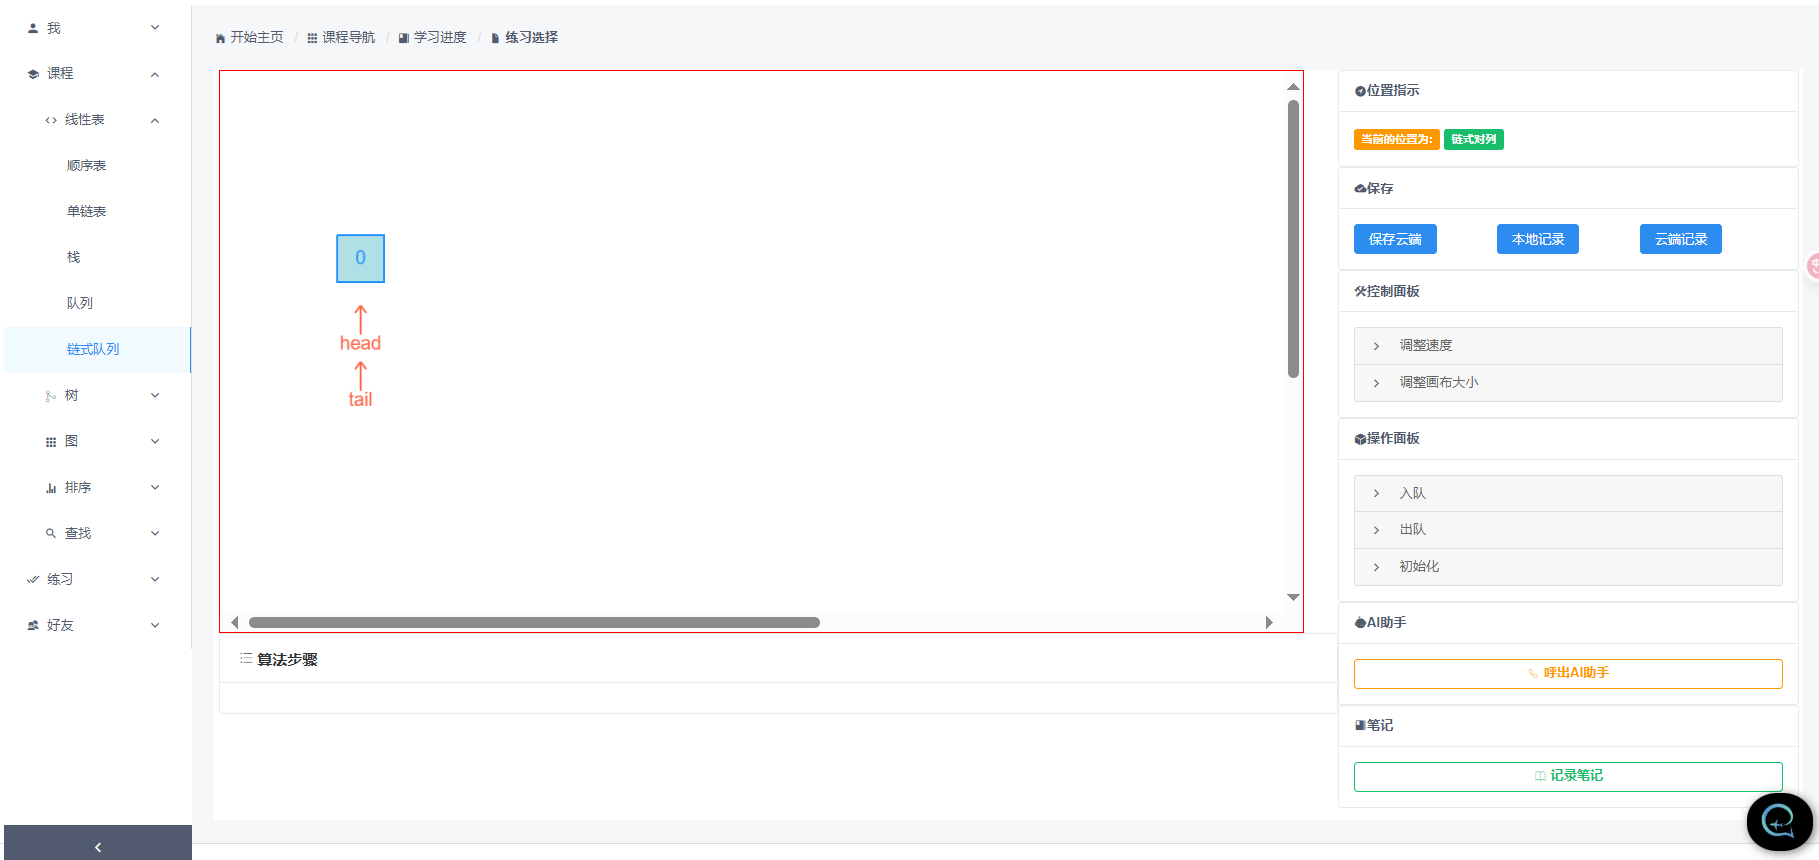 我
课程
线性表
顺序表
单链表
栈
队列
链式队列
树
图
排序
查找
练习
好友
开始主页 / 课程导航 / 学习进度 / 练习选择
0
head
tail
算法步骤
位置指示
当前的位置为: 链式对列
保存
保存云端 本地记录 云端记录
控制面板
调整速度
调整画布大小
操作面板
入队
出队
初始化
AI助手
呼出AI助手
笔记
记录笔记